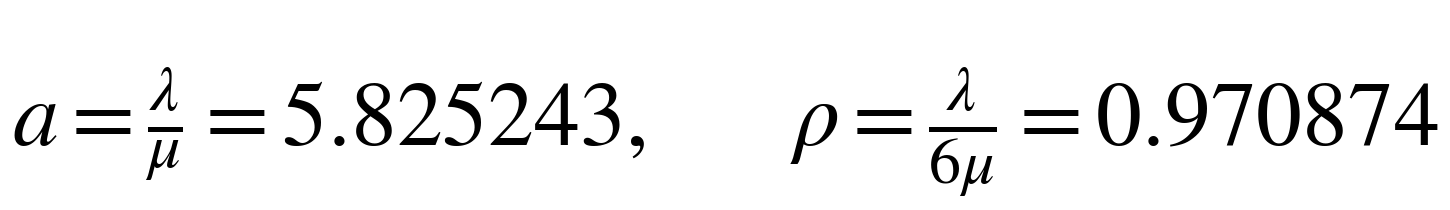 a = λ/μ = 5.825243, ρ = λ/6μ = 0.970874